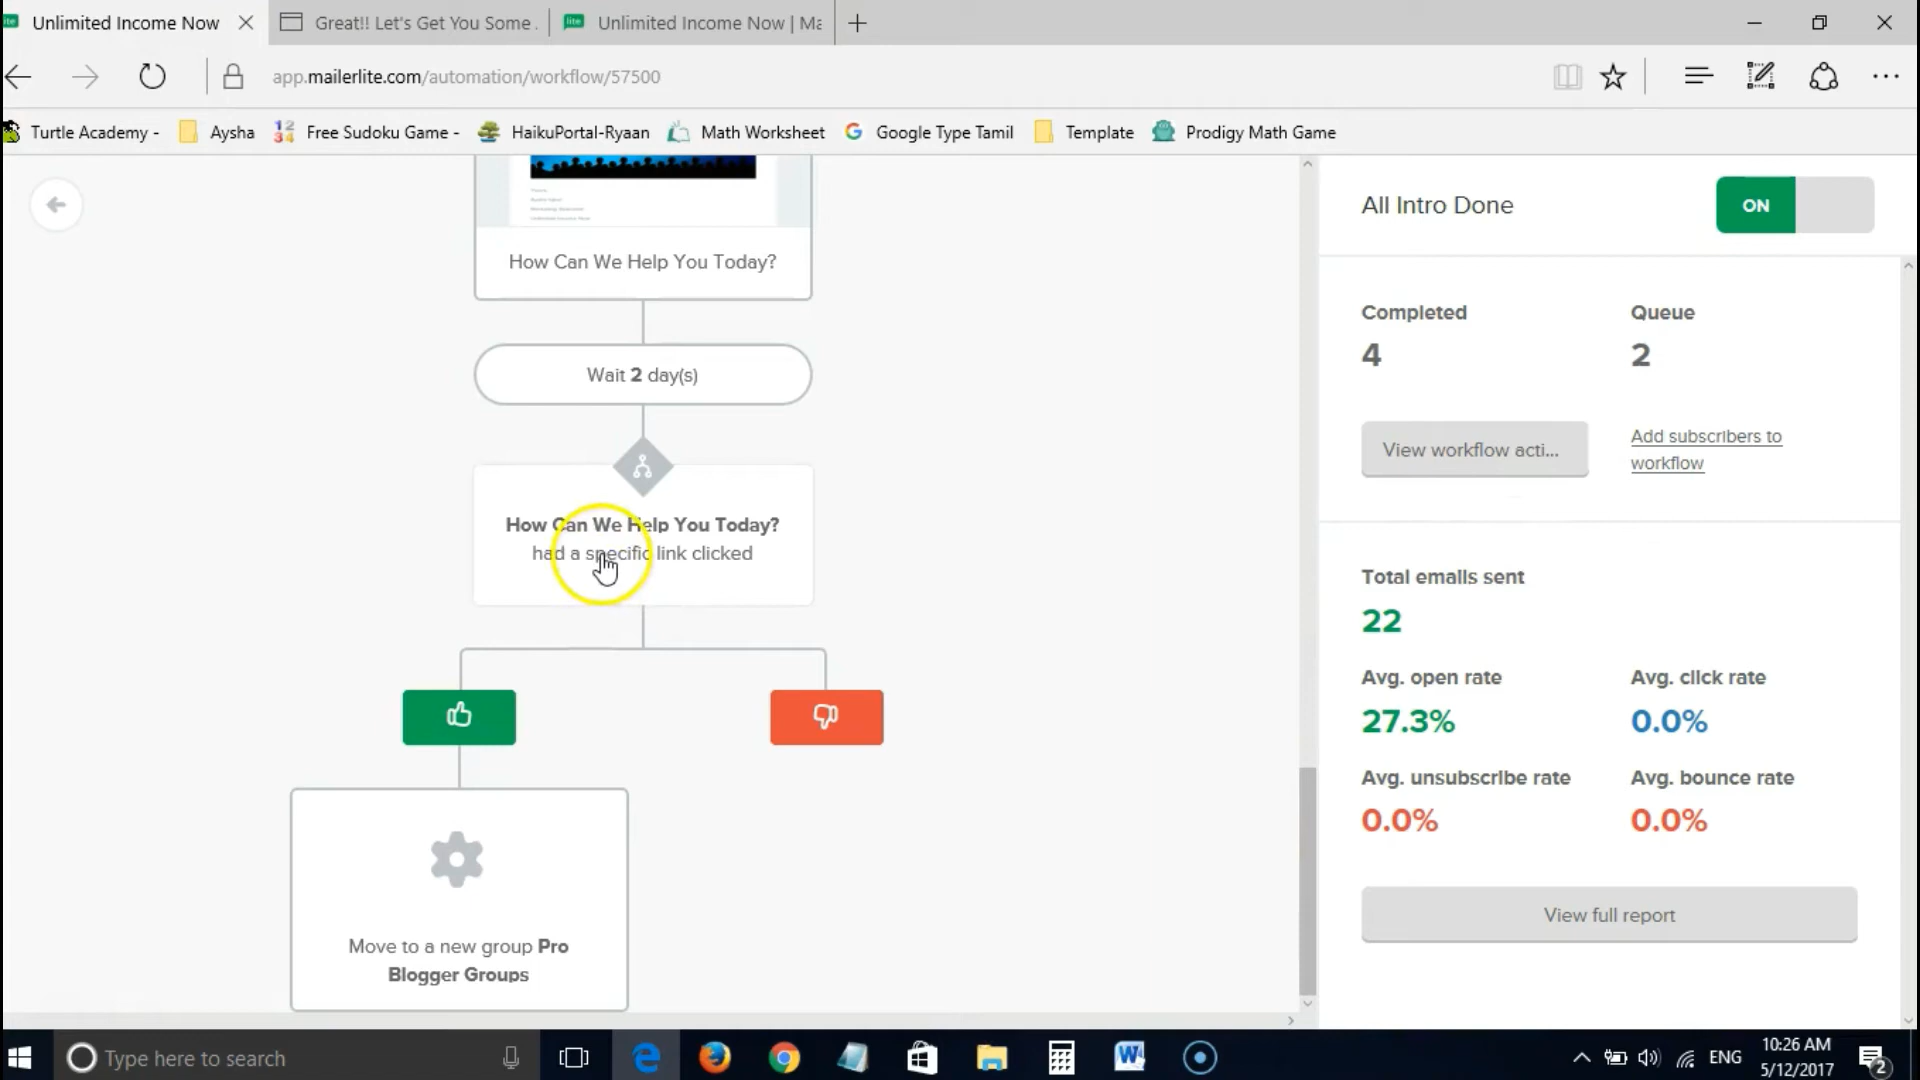 Unlimited Income Now
Great!! Let's Get You Some .
lite
Unlimited Income Now | Ma
app.mailerlite.com/automation/workflow/57500
Turtle Academy -
Aysha
Free Sudoku Game -
HaikuPortal-Ryaan
Math Worksheet
Google Type Tamil
Template
Prodigy Math Game
How Can We Help You Today?
Wait 2 day(s)
How Can We Help You Today?
had a specific link clicked
Move to a new group Pro
Blogger Groups
All Intro Done
ON
Completed
Queue
4
2
View workflow acti...
Add subscribers to
workflow
Total emails sent
22
Avg. open rate
Avg. click rate
27.3%
0.0%
Avg. unsubscribe rate
Avg. bounce rate
0.0%
0.0%
View full report
Type here to search
ENG
10:26 AM
5/12/2017
2